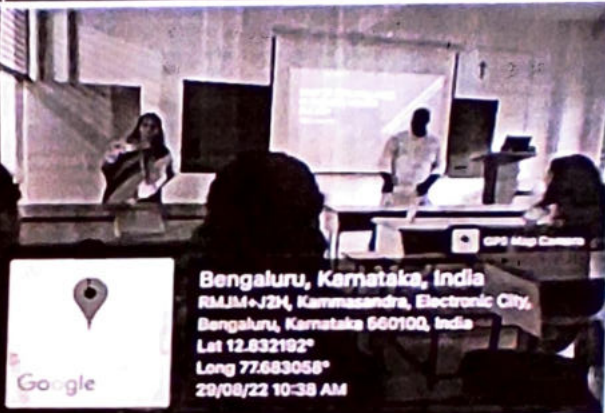 GPS Map Camera
Bengaluru, Karnataka, India
RMJM+J2H, Kammasandra, Electronic City,
Bengaluru, Karnataka 560100, India
Lat 12.832192°
Long 77.683058°
29/08/22 10:38 AM
Google